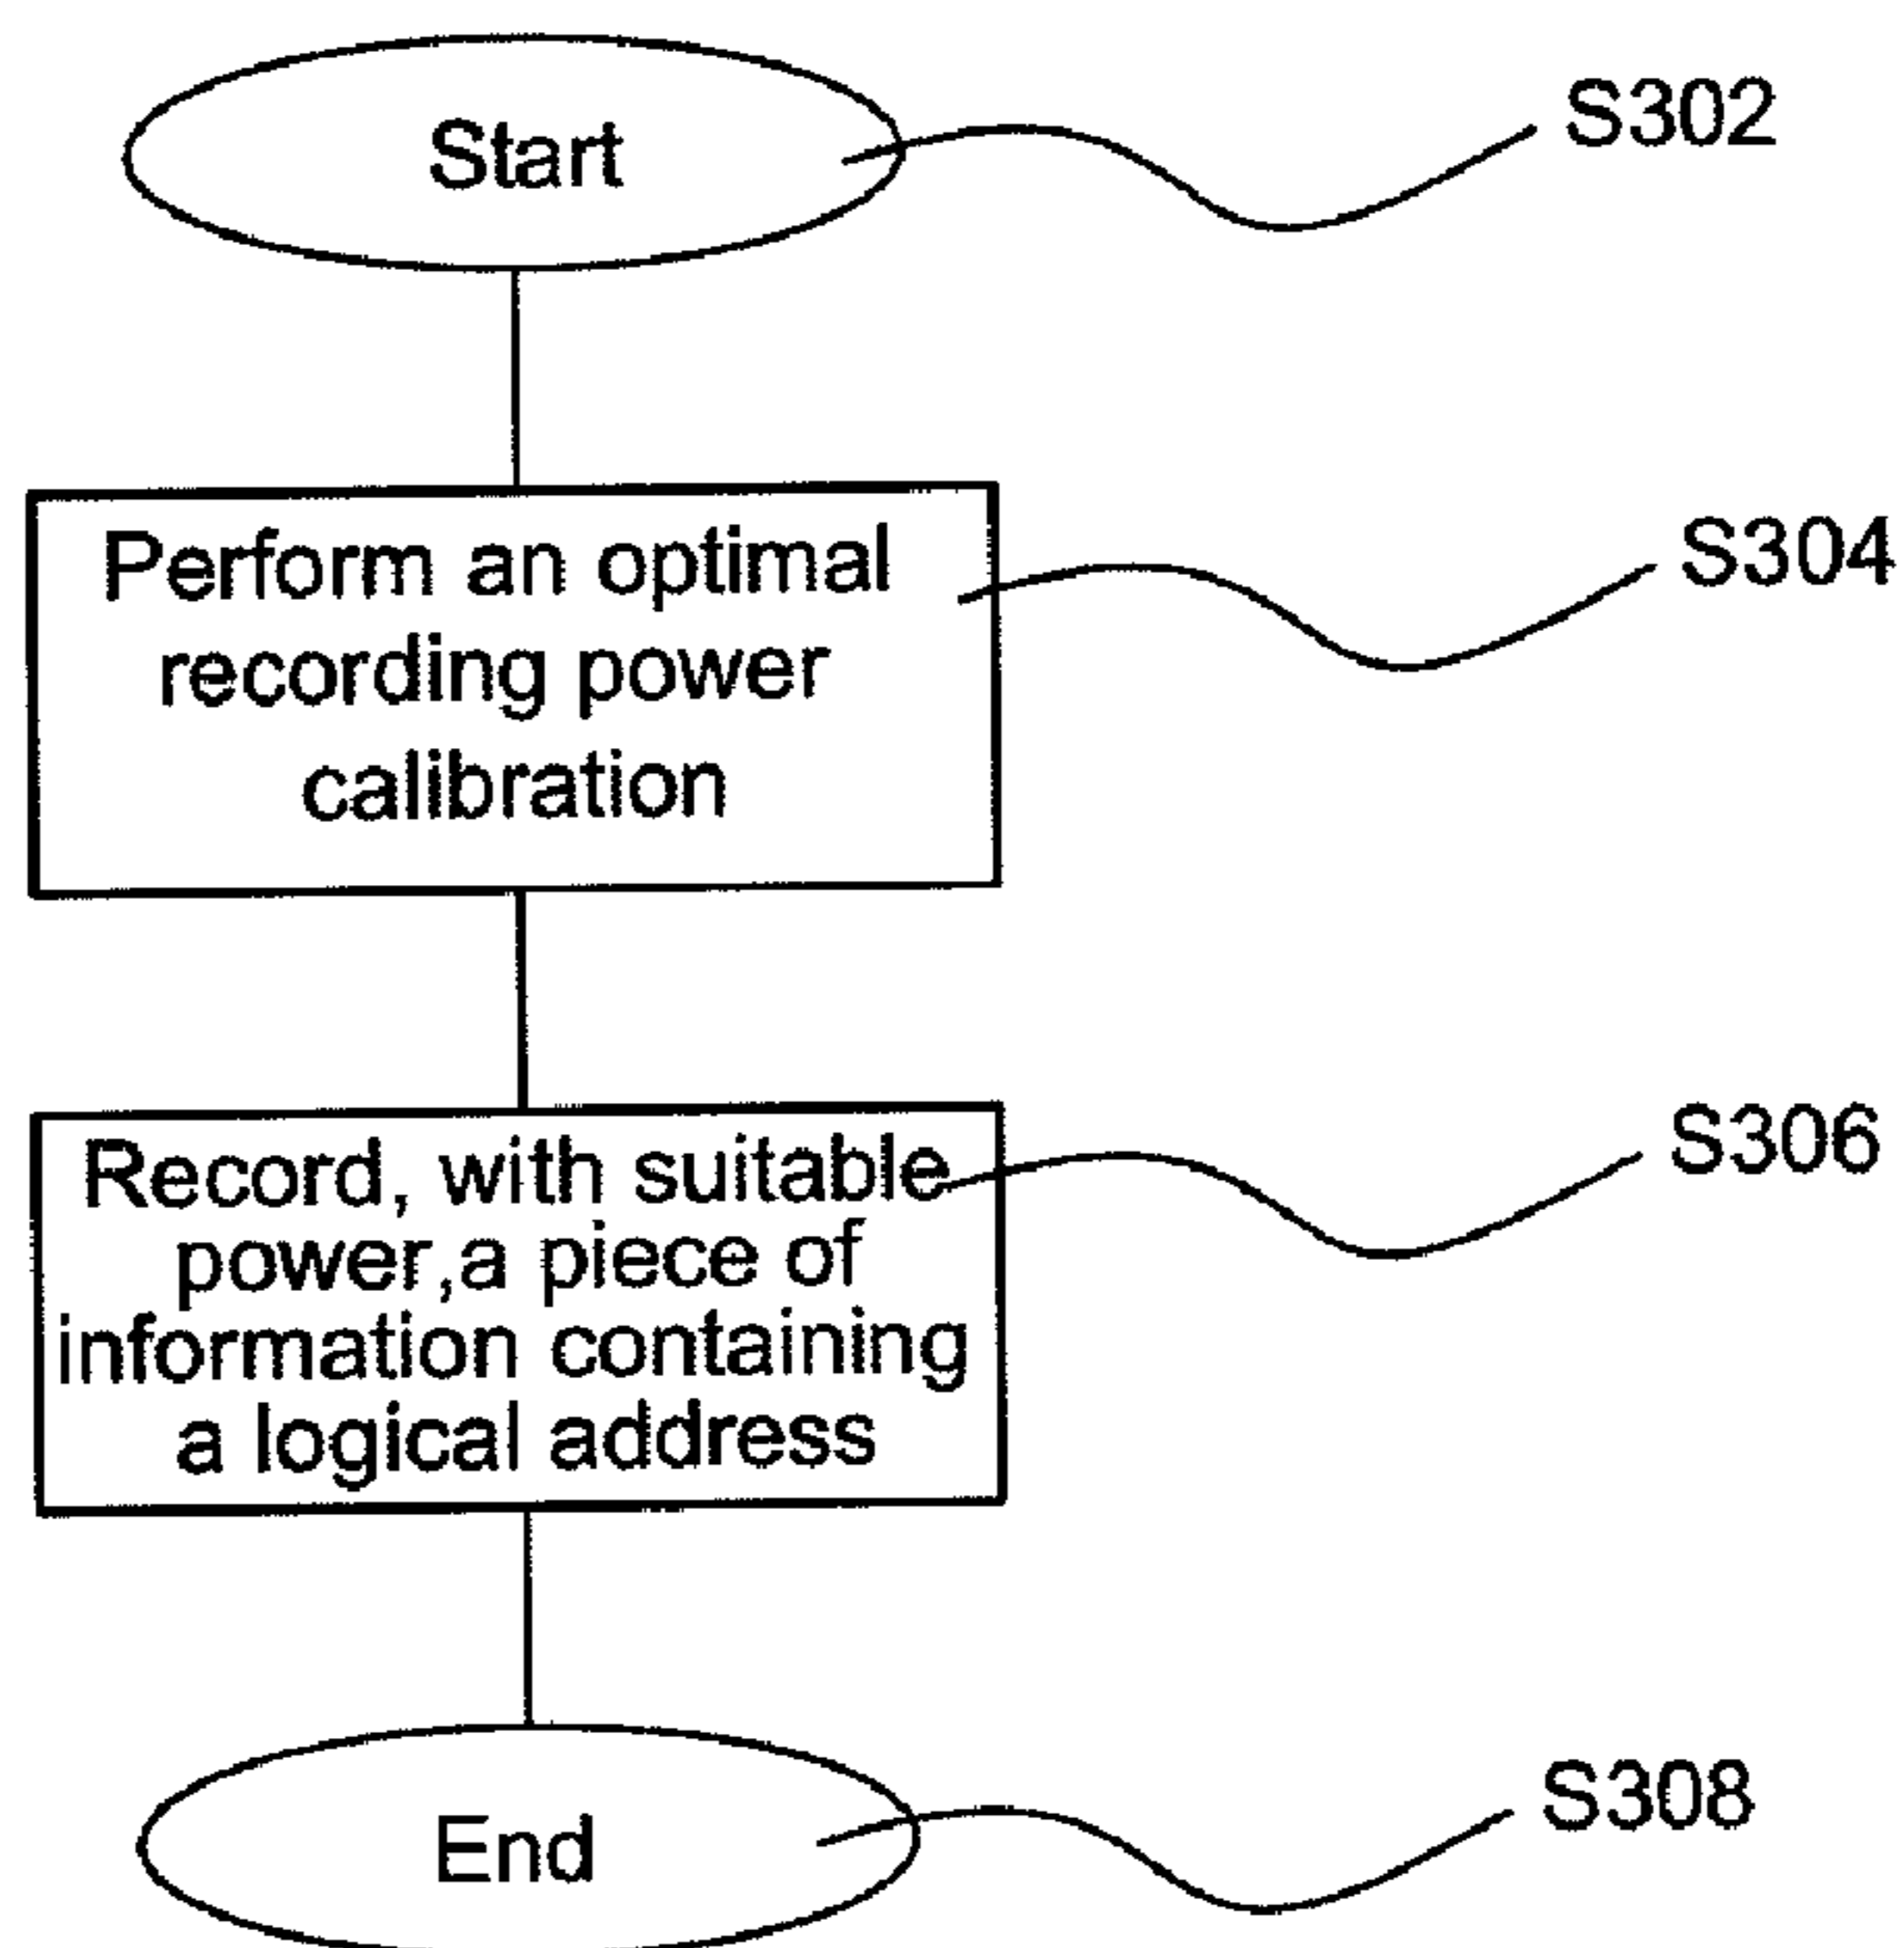 Start
S302
Perform an optimal
recording power
calibration
S304
Record, with suitable
power,a piece of
information containing
a logical address
S306
End
S308